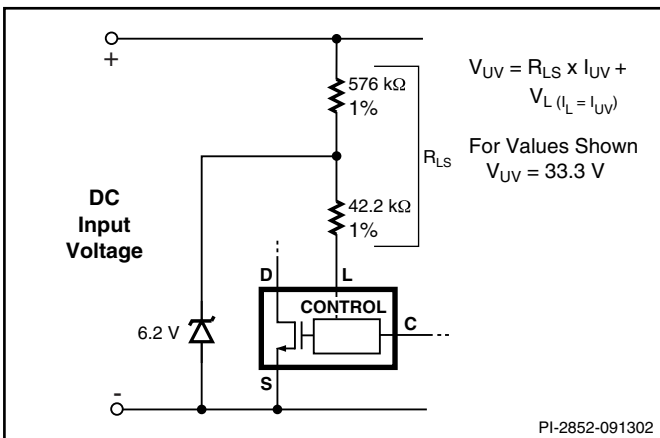 +
576 kΩ
1%
V_UV = R_LS x I_UV +
V_L (I_L = I_UV)
For Values Shown
V_UV = 33.3 V
R_LS
DC
Input
Voltage
42.2 kΩ
1%
D
L
CONTROL
C
6.2 V
S
-
PI-2852-091302